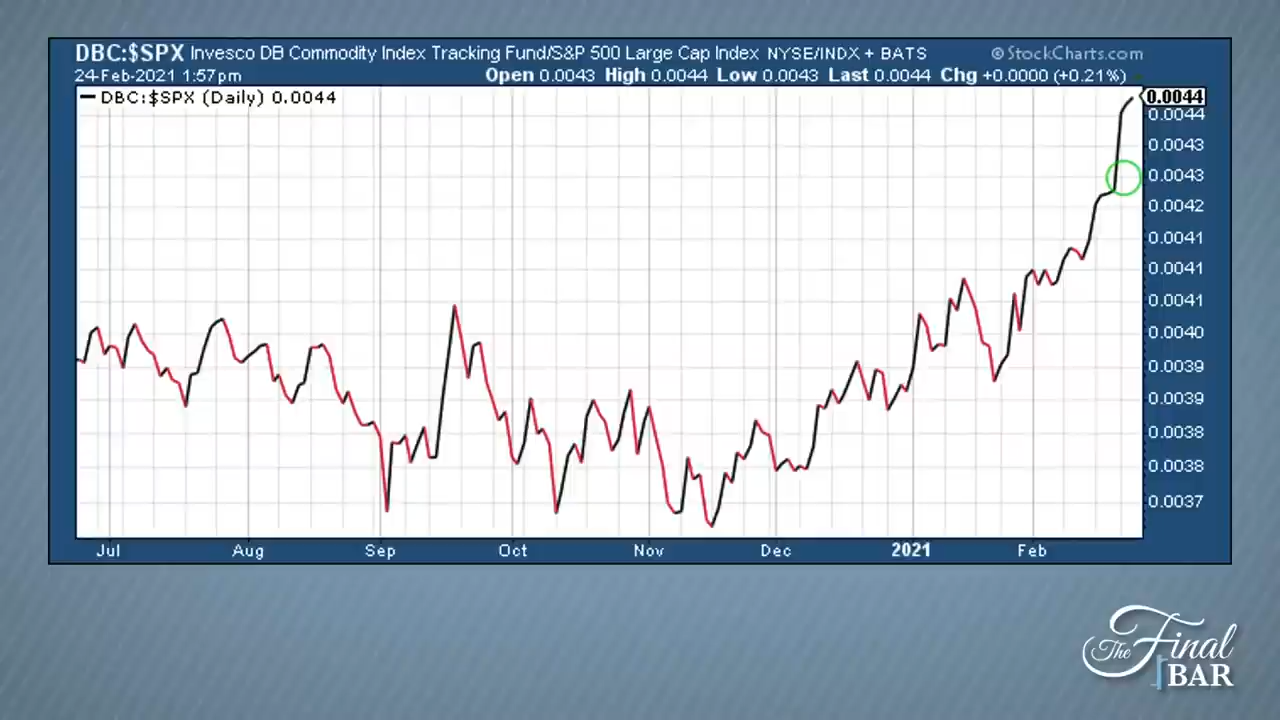 DBC:$SPX Invesco DB Commodity Index Tracking Fund/S&P 500 Large Cap Index NYSE/INDX + BATS ©StockCharts.com
24-Feb-2021 1:57pm Open 0.0043 High 0.0044 Low 0.0043 Last 0.0044 Chg +0.0000 (+0.21%)
DBC:$SPX (Daily) 0.0044
0.0044
0.0044
0.0043
0.0043
0.0042
0.0041
0.0041
0.0041
0.0040
0.0039
0.0039
0.0038
0.0038
0.0037
Jul Aug Sep Oct Nov Dec 2021 Feb
The Final
BAR